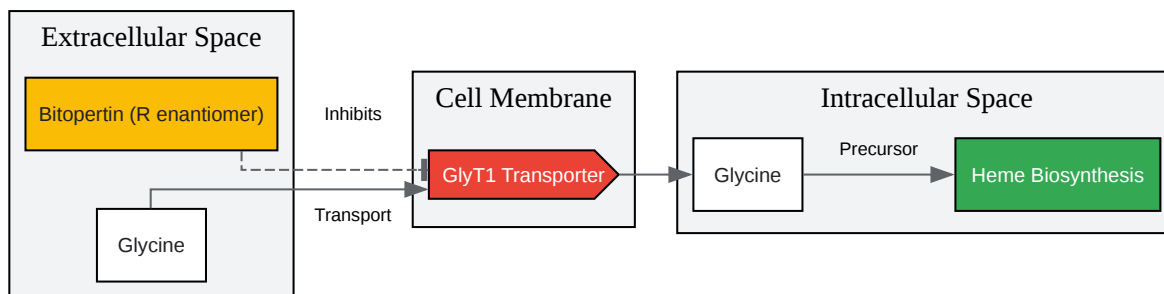 Extracellular Space
Bitopertin (R enantiomer)
Glycine
Inhibits
Transport
Cell Membrane
GlyT1 Transporter
Intracellular Space
Glycine
Precursor
Heme Biosynthesis